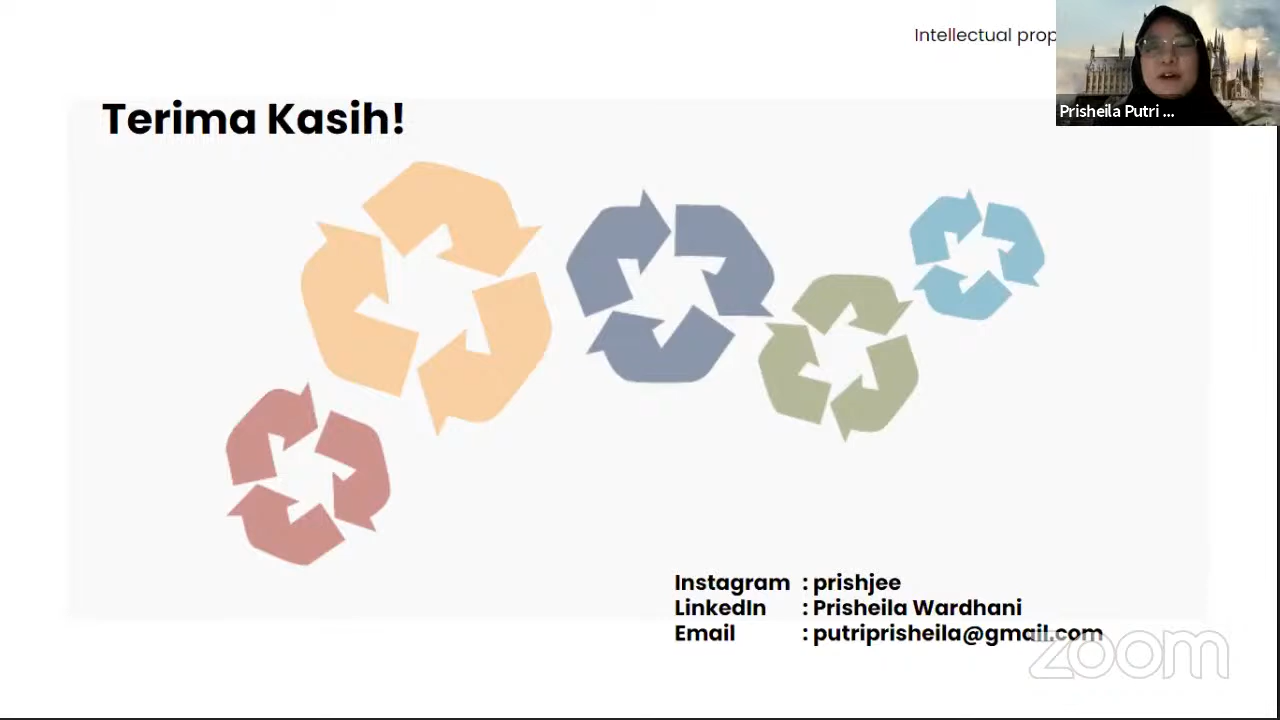 Intellectual prop
Prisheila Putri ...
Terima Kasih!
Instagram : prishjee
LinkedIn : Prisheila Wardhani
Email : putriprisheila@gmail.com
zoom